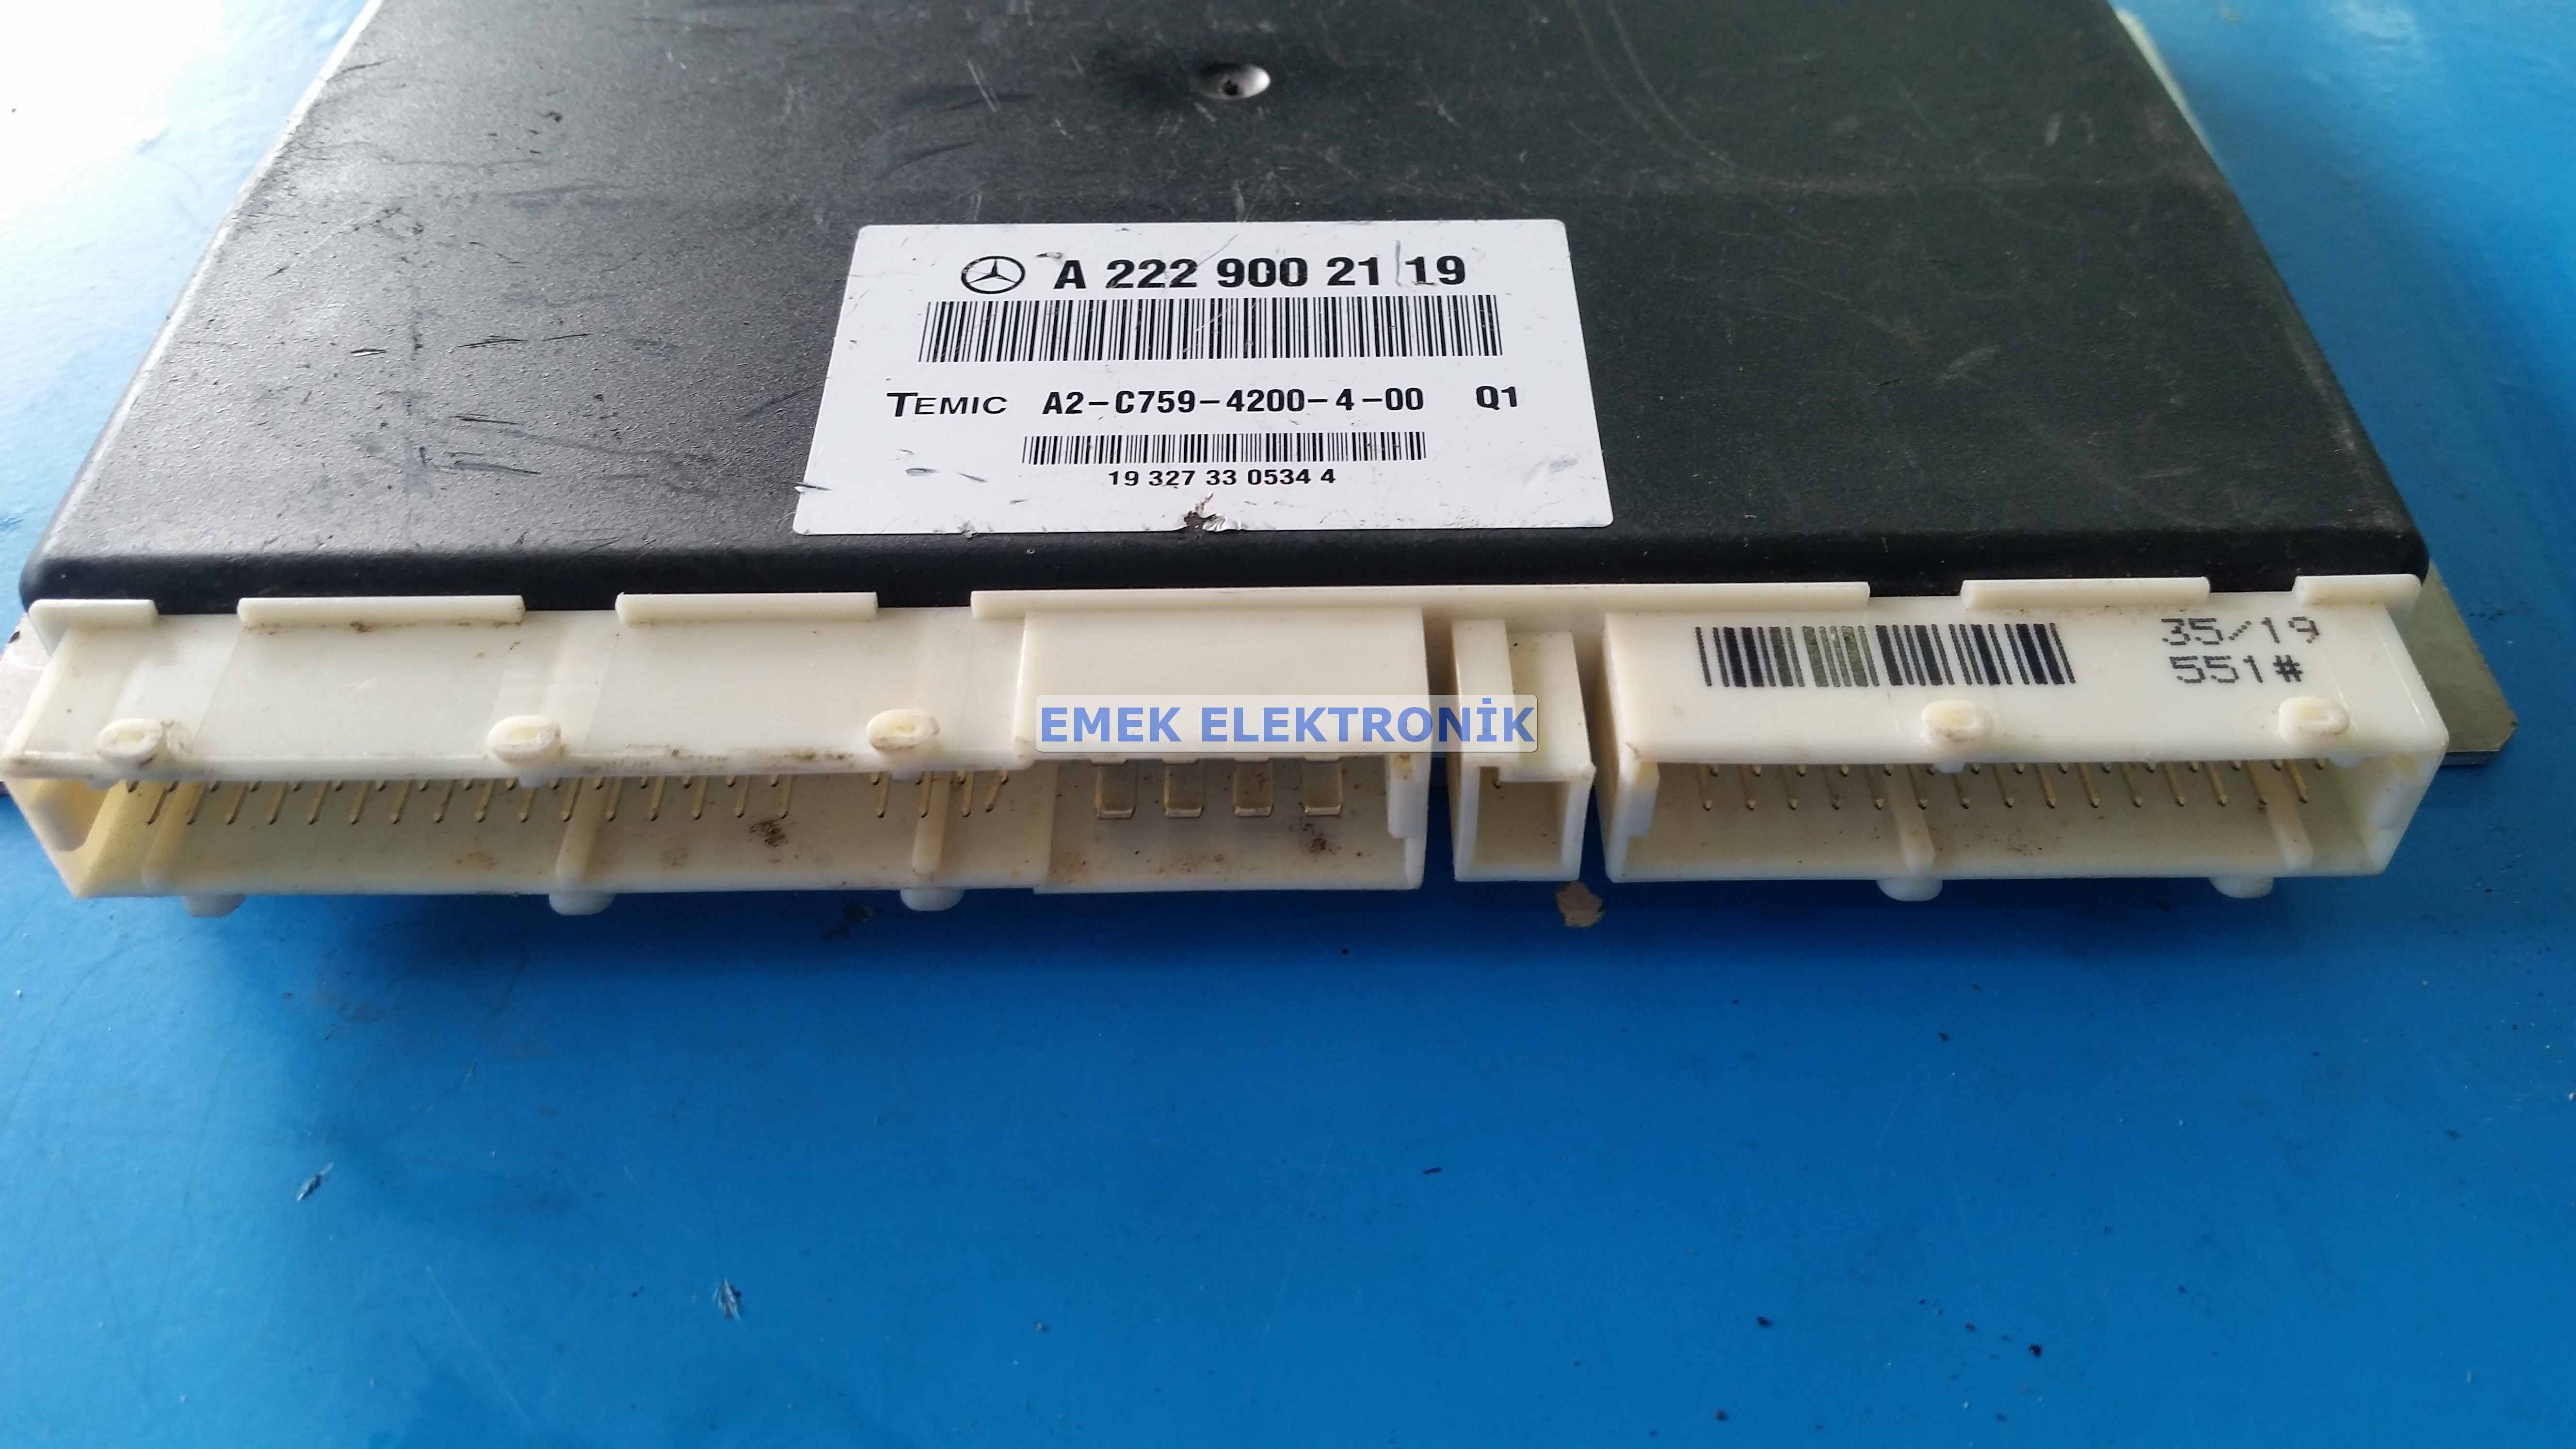 A 222 900 21 19
TEMIC A2-C759-4200-4-00 Q1
19 327 33 0534 4
35/19
551#
EMEK ELEKTRONİK